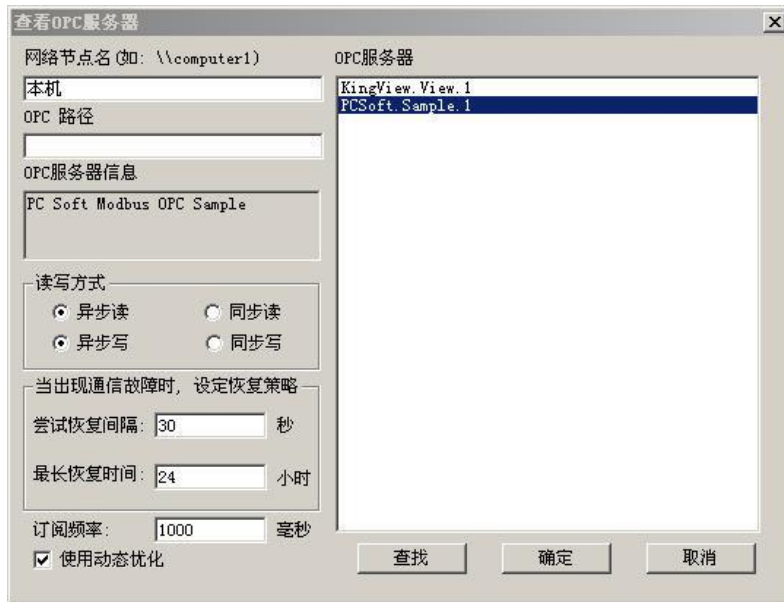 查看OPC服务器
网络节点名(如: \\computer1)
本机
OPC 路径
OPC服务器信息
PC Soft Modbus OPC Sample
读写方式
异步读 同步读
异步写 同步写
当出现通信故障时, 设定恢复策略
尝试恢复间隔: 30 秒
最长恢复时间: 24 小时
订阅频率: 1000 毫秒
使用动态优化
OPC服务器
KingView.View.1
PCSoft.Sample.1
查找 确定 取消